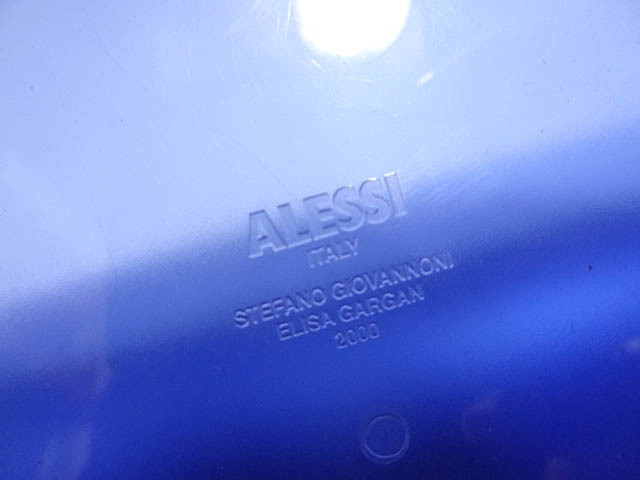 ALESSI
ITALY
STEFANO GIOVANNONI
ELISA GARGAN
2000